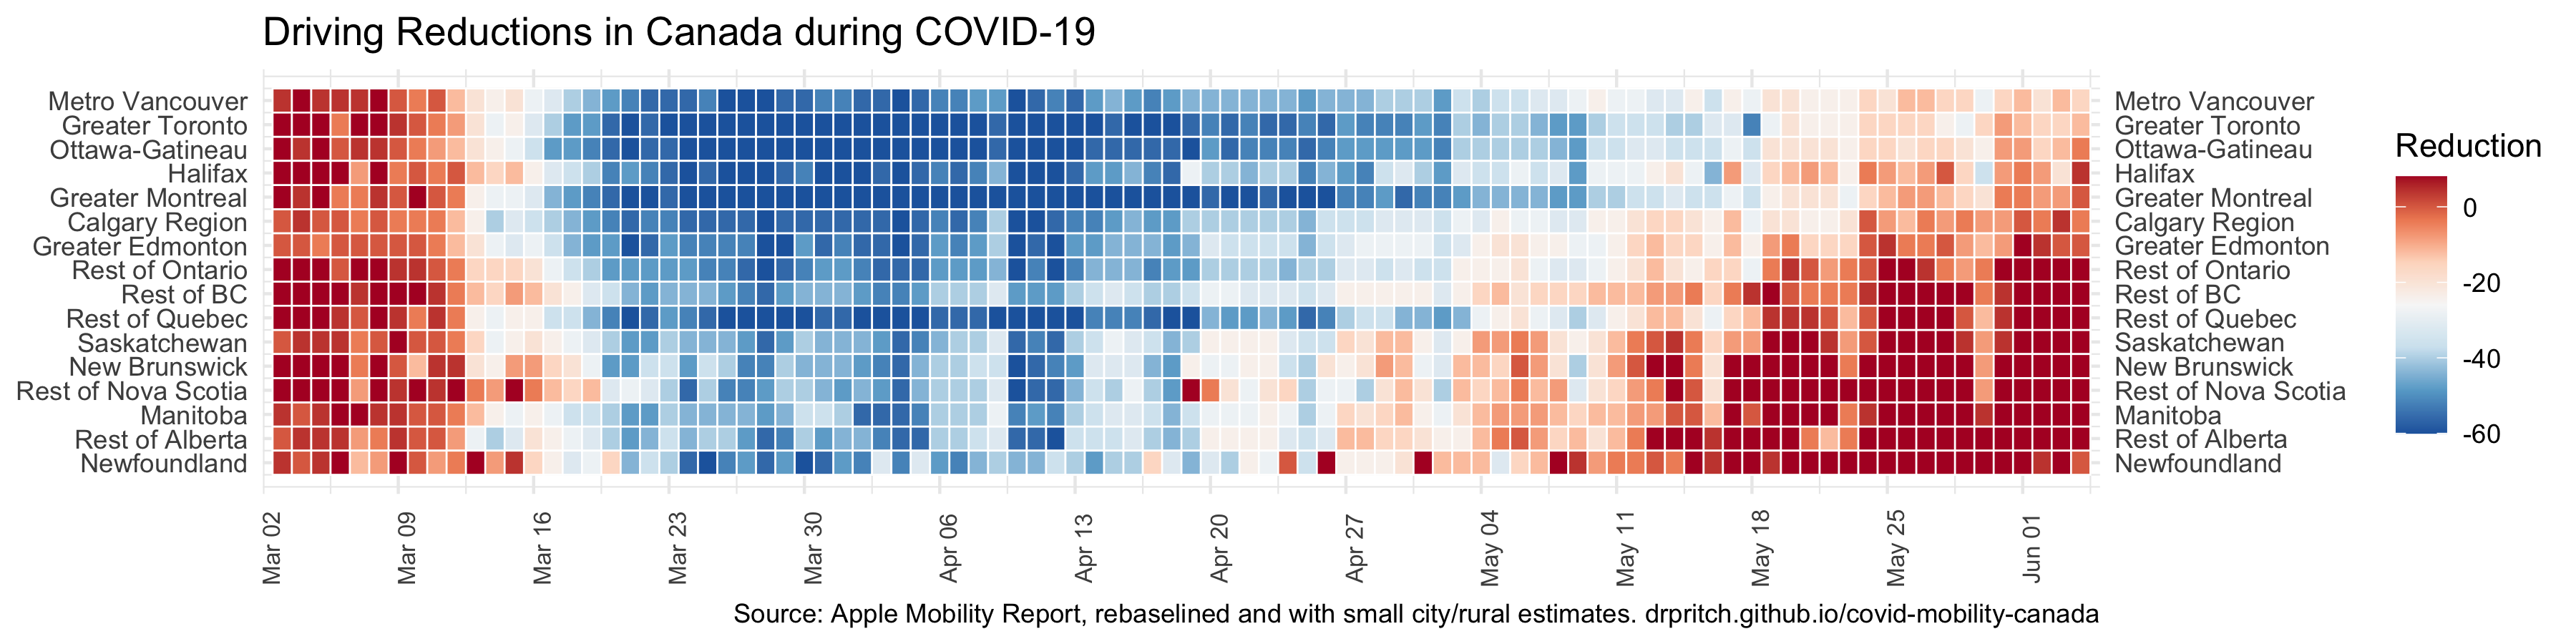 Driving Reductions in Canada during COVID-19
Metro Vancouver
Greater Toronto
Ottawa-Gatineau
Halifax
Greater Montreal
Calgary Region
Greater Edmonton
Rest of Ontario
Rest of BC
Rest of Quebec
Saskatchewan
New Brunswick
Rest of Nova Scotia
Manitoba
Rest of Alberta
Newfoundland
Metro Vancouver
Greater Toronto
Ottawa-Gatineau
Halifax
Greater Montreal
Calgary Region
Greater Edmonton
Rest of Ontario
Rest of BC
Rest of Quebec
Saskatchewan
New Brunswick
Rest of Nova Scotia
Manitoba
Rest of Alberta
Newfoundland
Reduction
0
-20
-40
-60
Mar 02
Mar 09
Mar 16
Mar 23
Mar 30
Apr 06
Apr 13
Apr 20
Apr 27
May 04
May 11
May 18
May 25
Jun 01
Source: Apple Mobility Report, rebaselined and with small city/rural estimates. drpritch.github.io/covid-mobility-canada